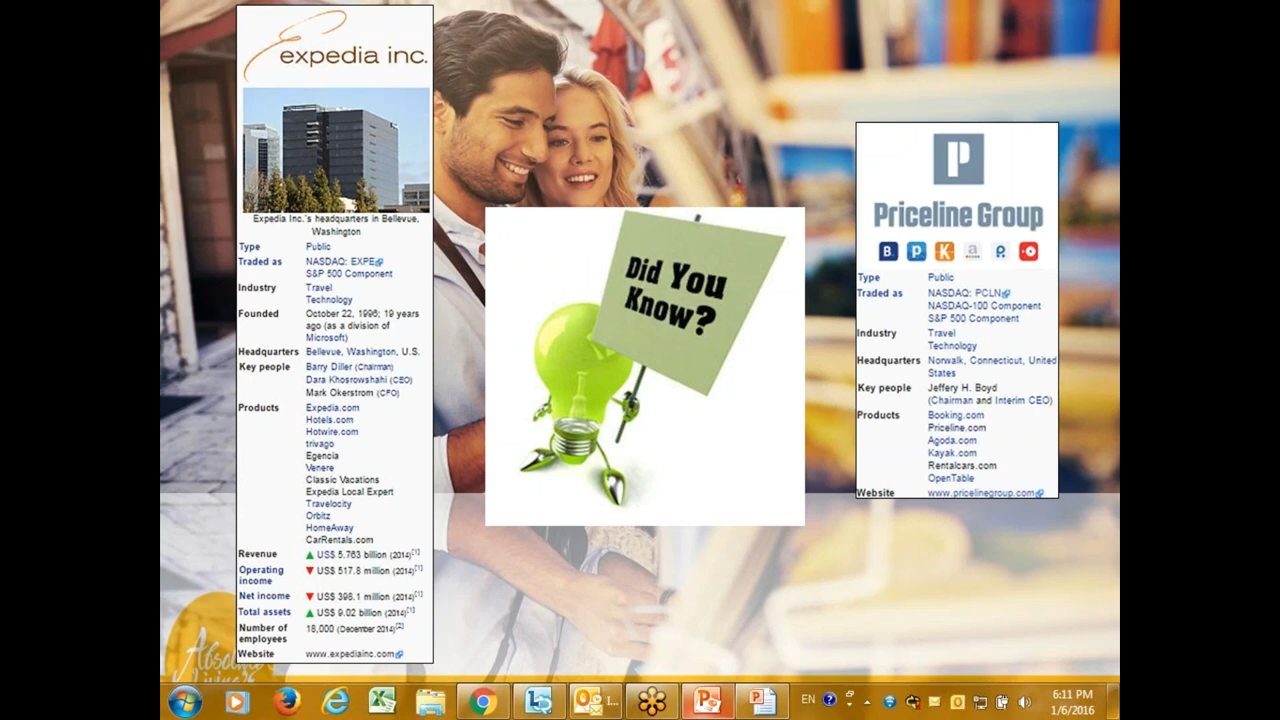 expedia inc.
Expedia Inc.'s headquarters in Bellevue,
Washington
Type Public
Traded as NASDAQ: EXPE
S&P 500 Component
Industry Travel
Technology
Founded October 22, 1996; 19 years
ago (as a division of
Microsoft)
Headquarters Bellevue, Washington, U.S.
Key people Barry Diller (Chairman)
Dara Khosrowshahi (CEO)
Mark Okerstrom (CFO)
Products Expedia.com
Hotels.com
Hotwire.com
trivago
Egencia
Venere
Classic Vacations
Expedia Local Expert
Travelocity
Orbitz
HomeAway
CarRentals.com
Revenue ▲ US$ 5.763 billion (2014)[1]
Operating
income ▼ US$ 517.8 million (2014)[1]
Net income ▼ US$ 398.1 million (2014)[1]
Total assets ▲ US$ 9.02 billion (2014)[1]
Number of
employees 18,000 (December 2014)[2]
Website www.expediainc.com
Did You
Know?
P
Priceline Group
B. p K a R
Type Public
Traded as NASDAQ: PCLN
NASDAQ-100 Component
S&P 500 Component
Industry Travel
Technology
Headquarters Norwalk, Connecticut, United
States
Key people Jeffery H. Boyd
(Chairman and Interim CEO)
Products Booking.com
Priceline.com
Agoda.com
Kayak.com
Rentalcars.com
OpenTable
Website www.pricelinegroup.com
Absolute
Living
1...
EN
6:11 PM
1/6/2016